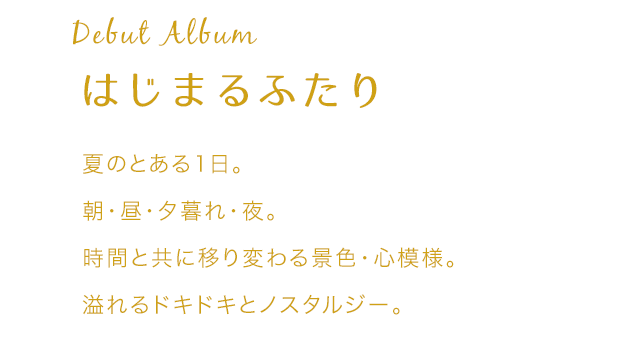 Debut Album
はじまるふたり
夏のとある1日。
朝・昼・夕暮れ・夜。
時間と共に移り変わる景色・心模様。
溢れるドキドキとノスタルジー。